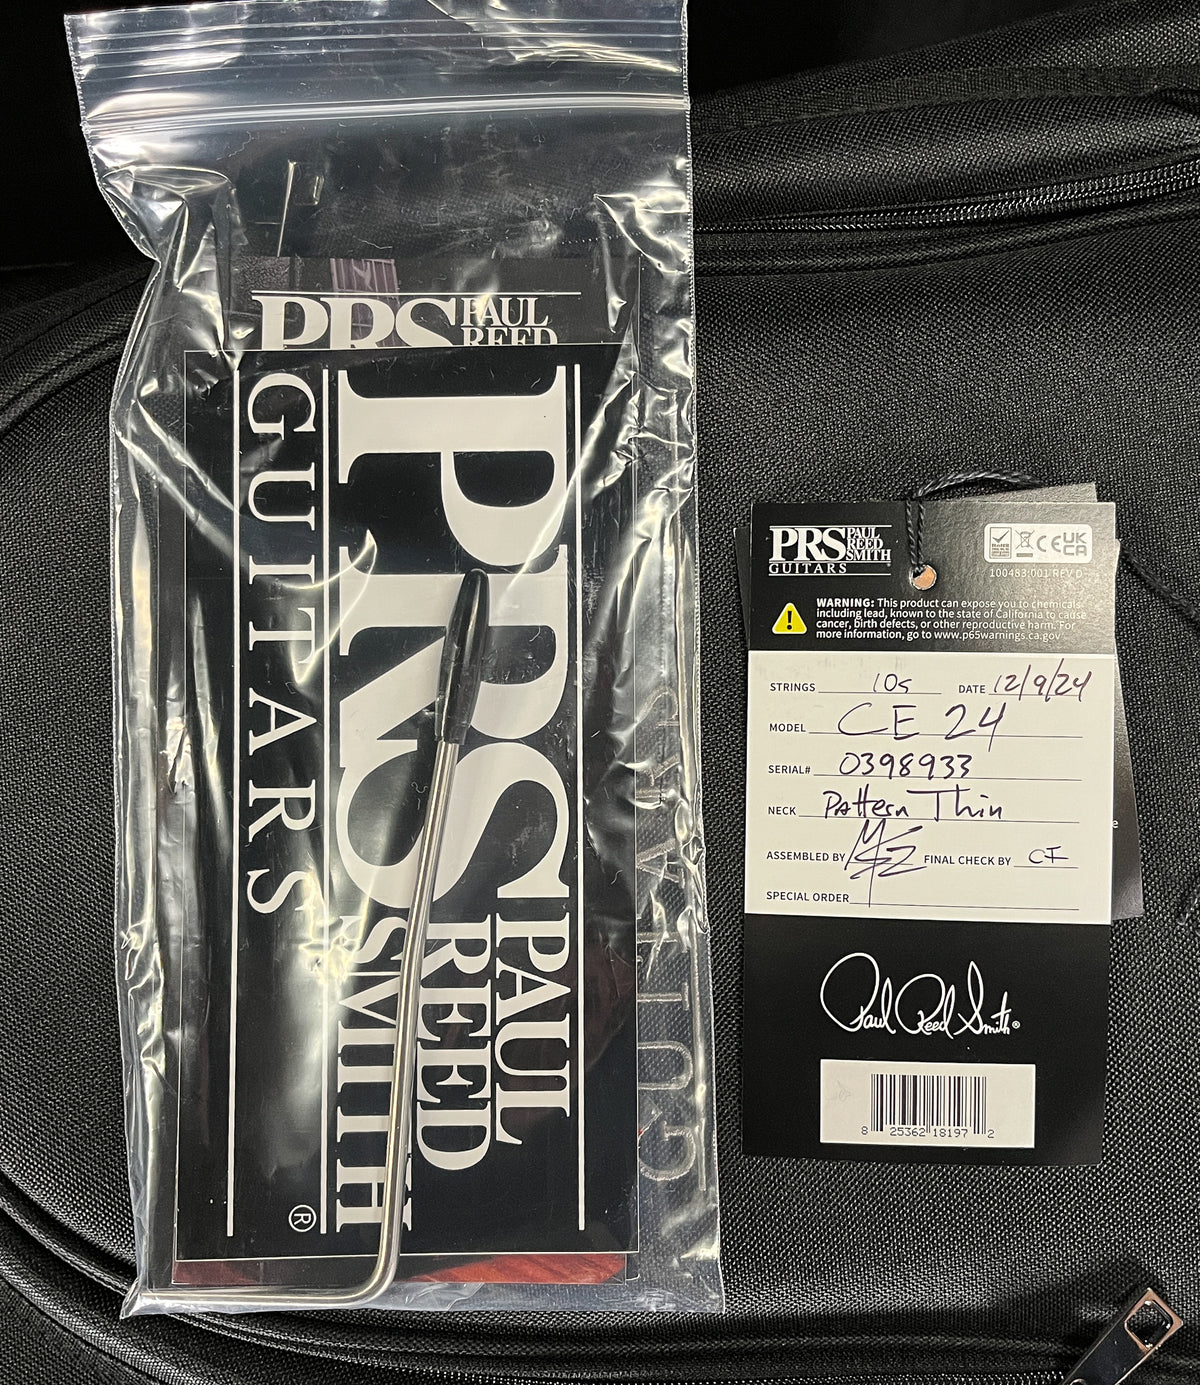 PRS PAUL
REED
PRS PAUL
REED
SMITH
GUITARS ®
GUITARS
PRS PAUL
REED
SMITH
GUITARS
CE UK
CA
100483:001 REV D
WARNING: This product can expose you to chemicals
including lead, known to the state of California to cause
cancer, birth defects, or other reproductive harm. For
more information, go to www.p65warnings.ca.gov
STRINGS 10s DATE 12/9/24
MODEL CE 24
SERIAL# 0398933
NECK Pattern Thin
ASSEMBLED BY FINAL CHECK BY CI
SPECIAL ORDER
Paul Reed Smith®
8 25362 18197 2